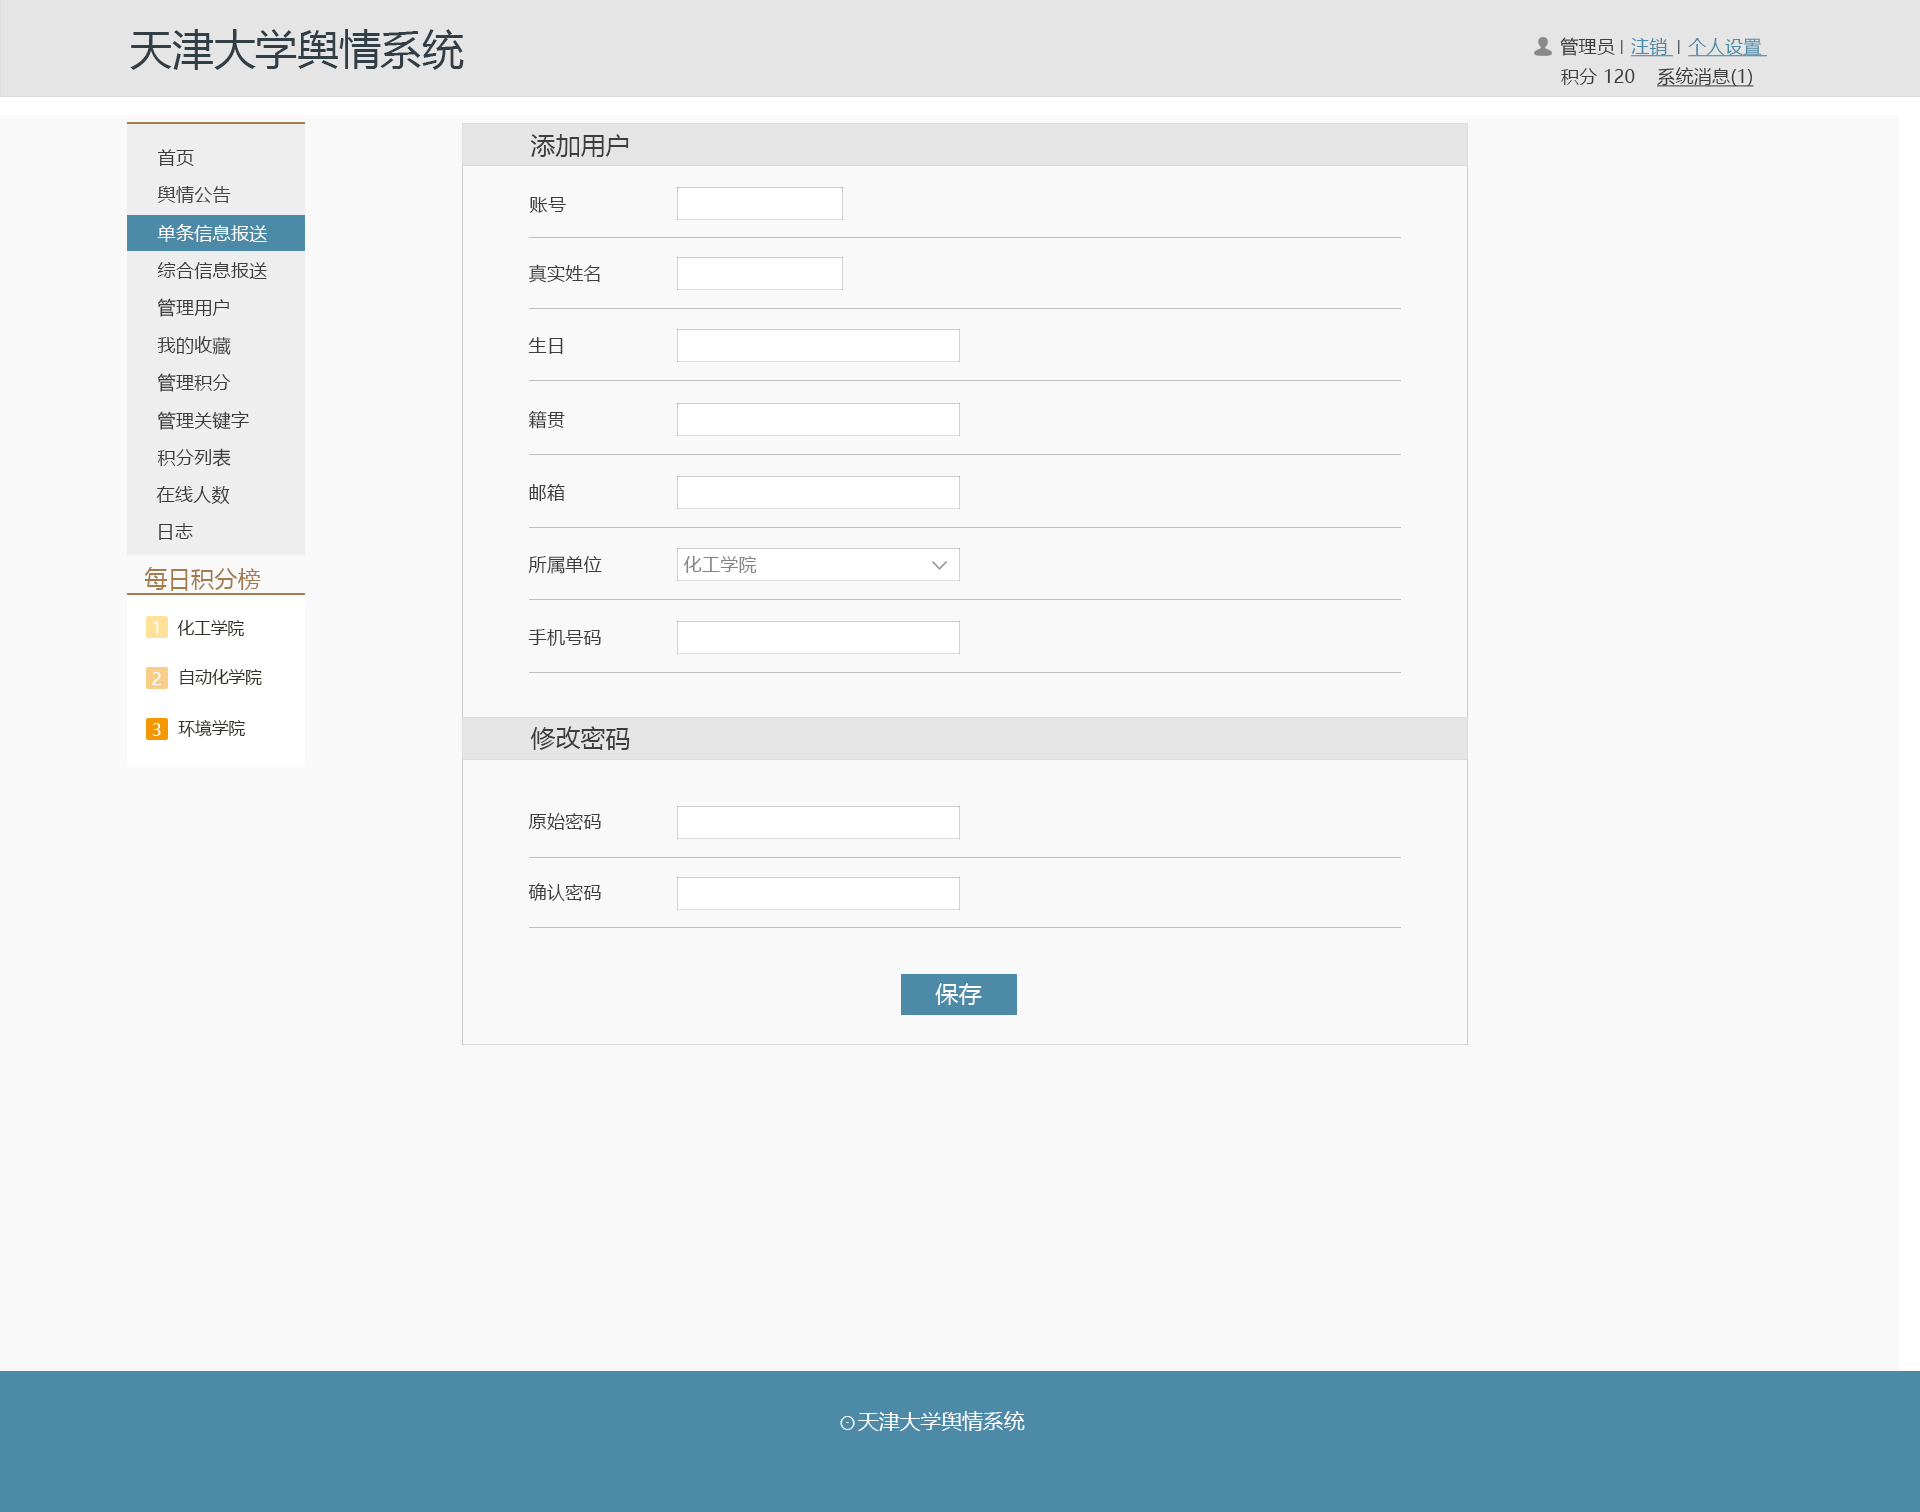 天津大学舆情系统
管理员 | 注销 | 个人设置
积分 120 系统消息(1)
首页
舆情公告
单条信息报送
综合信息报送
管理用户
我的收藏
管理积分
管理关键字
积分列表
在线人数
日志
每日积分榜
1 化工学院
2 自动化学院
3 环境学院
添加用户
账号
真实姓名
生日
籍贯
邮箱
所属单位 化工学院
手机号码
修改密码
原始密码
确认密码
保存
⊙天津大学舆情系统